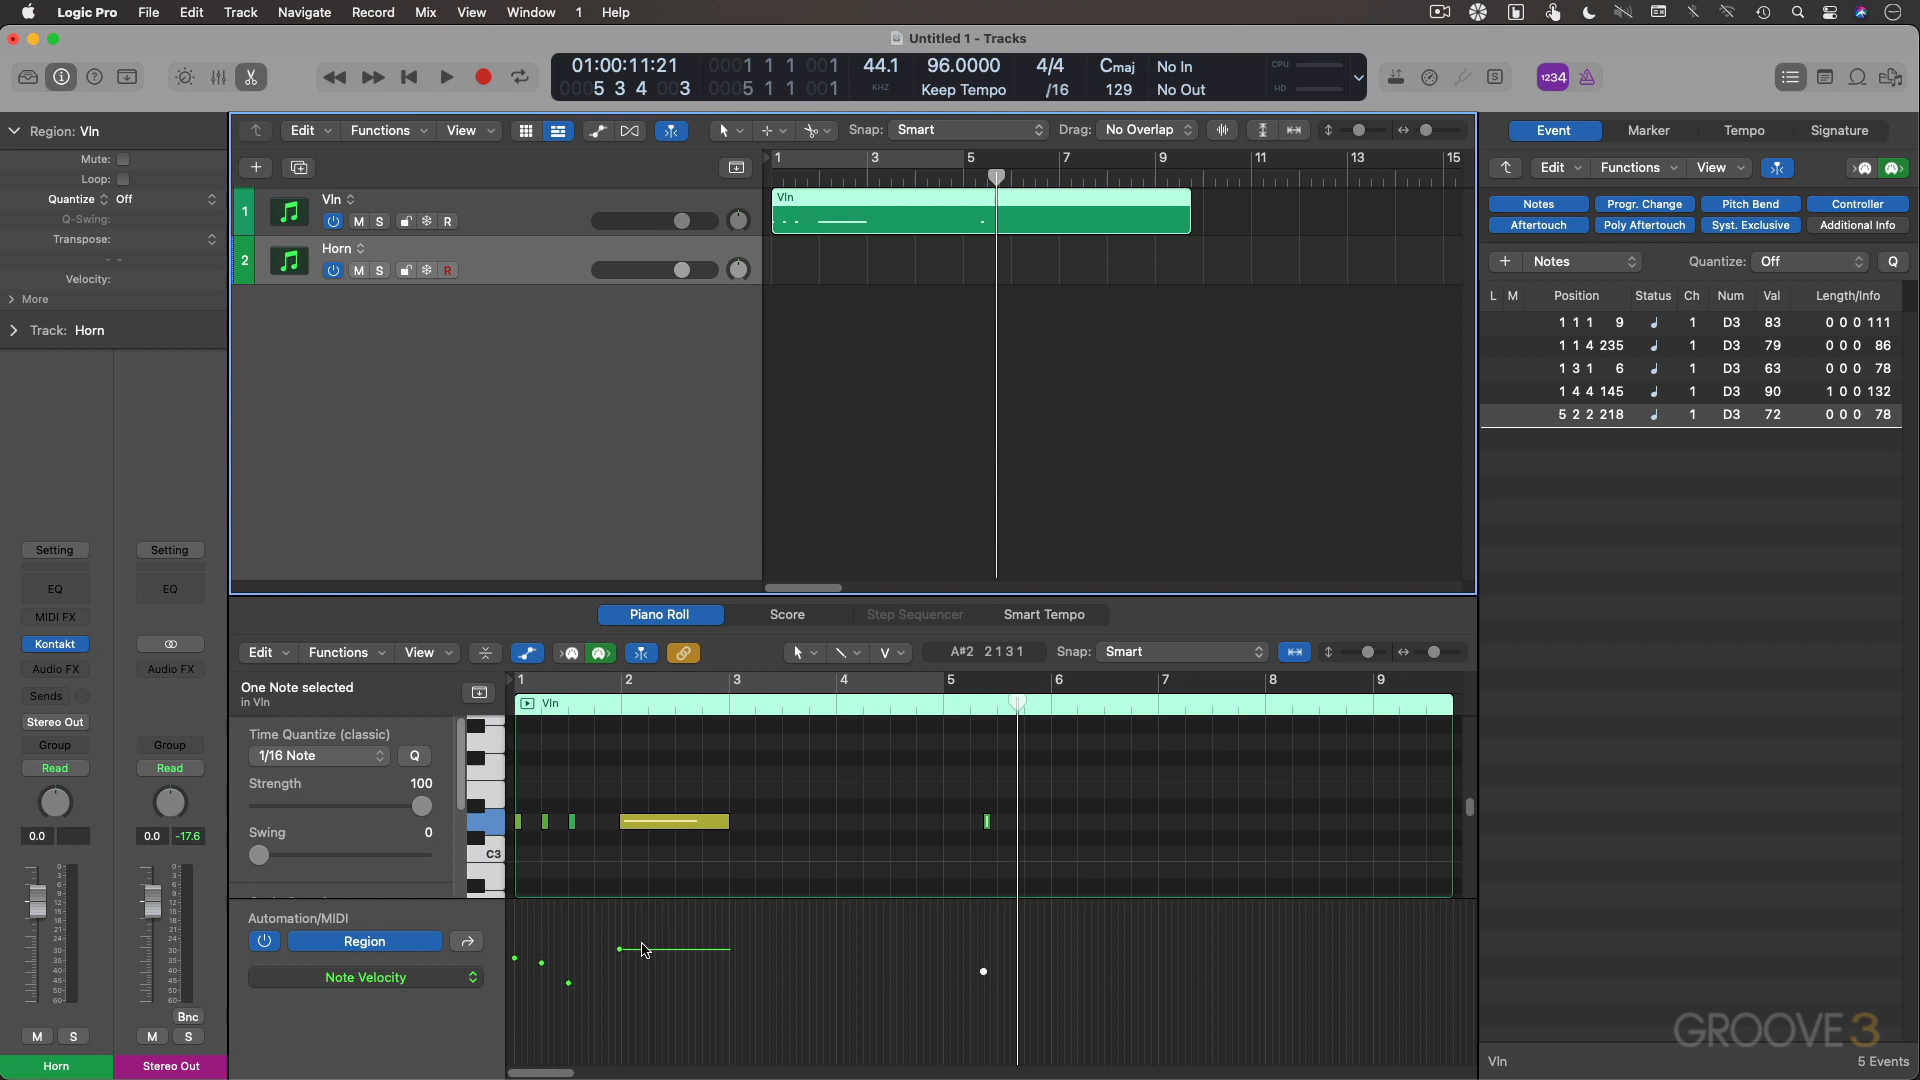 Logic Pro File Edit Track Navigate Record Mix View Window 1 Help
Untitled 1 - Tracks
01:00:11:21 0001 1 1 001 44.1 96.0000 4/4 Cmaj No In CPU
0005 3 4 003 0005 1 1 001 KHZ Keep Tempo /16 129 No Out HD
1234
Region: Vln
Mute:
Loop:
Quantize Off
Q-Swing:
Transpose:
- -
Velocity:
More
Track: Horn
Edit Functions View Snap: Smart Drag: No Overlap
1 3 5 7 9 11 13 15
1 Vln
M S R
Vln
2 Horn
M S R
Event Marker Tempo Signature
Edit Functions View
Notes Progr. Change Pitch Bend Controller
Aftertouch Poly Aftertouch Syst. Exclusive Additional Info
+ Notes Quantize: Off Q
L M Position Status Ch Num Val Length/Info
1 1 1 9 1 D3 83 0 0 0 111
1 1 4 235 1 D3 79 0 0 0 86
1 3 1 6 1 D3 63 0 0 0 78
1 4 4 145 1 D3 90 1 0 0 132
5 2 2 218 1 D3 72 0 0 0 78
Setting Setting
EQ EQ
MIDI FX
Kontakt
Audio FX Audio FX
Sends
Stereo Out
Group Group
Read Read
0.0 0.0 -17.6
Bnc
M S M S
Horn Stereo Out
Piano Roll Score Step Sequencer Smart Tempo
Edit Functions View A#2 2 1 3 1 Snap: Smart
One Note selected
in Vln
1 2 3 4 5 6 7 8 9
Vln
Time Quantize (classic)
1/16 Note Q
Strength 100
Swing 0
C3
Automation/MIDI
Region
Note Velocity
GROOVE 3
Vln 5 Events